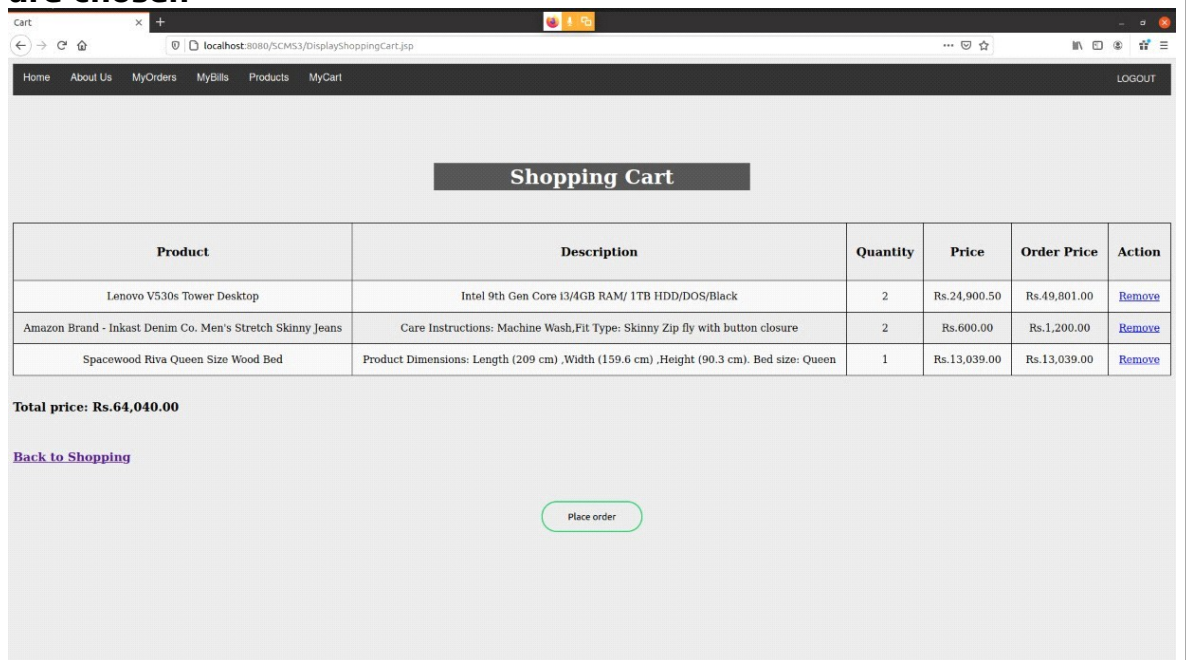 are chosen
Cart
localhost:8080/SCMS3/DisplayShoppingCart.jsp
Home About Us MyOrders MyBills Products MyCart LOGOUT
Shopping Cart
Product Description Quantity Price Order Price Action
Lenovo V530s Tower Desktop Intel 9th Gen Core i3/4GB RAM/ 1TB HDD/DOS/Black 2 Rs.24,900.50 Rs.49,801.00 Remove
Amazon Brand - Inkast Denim Co. Men's Stretch Skinny Jeans Care Instructions: Machine Wash,Fit Type: Skinny Zip fly with button closure 2 Rs.600.00 Rs.1,200.00 Remove
Spacewood Riva Queen Size Wood Bed Product Dimensions: Length (209 cm) ,Width (159.6 cm) ,Height (90.3 cm). Bed size: Queen 1 Rs.13,039.00 Rs.13,039.00 Remove
Total price: Rs.64,040.00
Back to Shopping
Place order